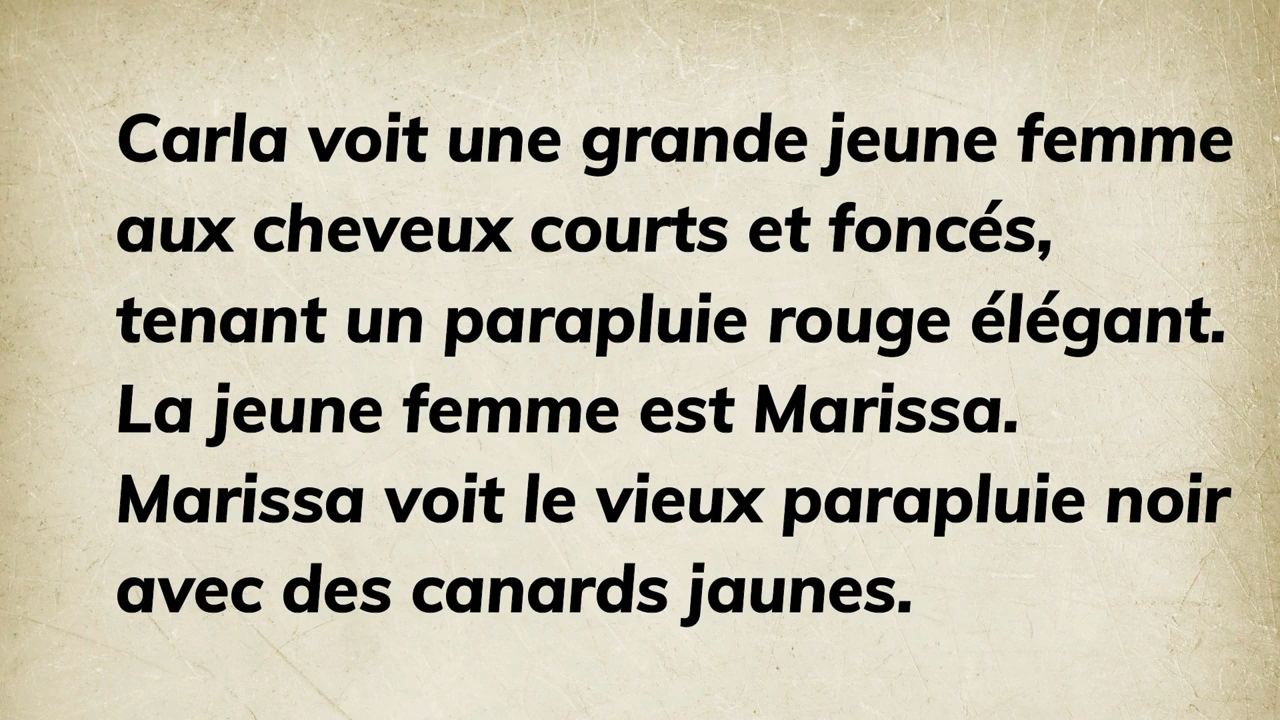 Carla voit une grande jeune femme
aux cheveux courts et foncés,
tenant un parapluie rouge élégant.
La jeune femme est Marissa.
Marissa voit le vieux parapluie noir
avec des canards jaunes.